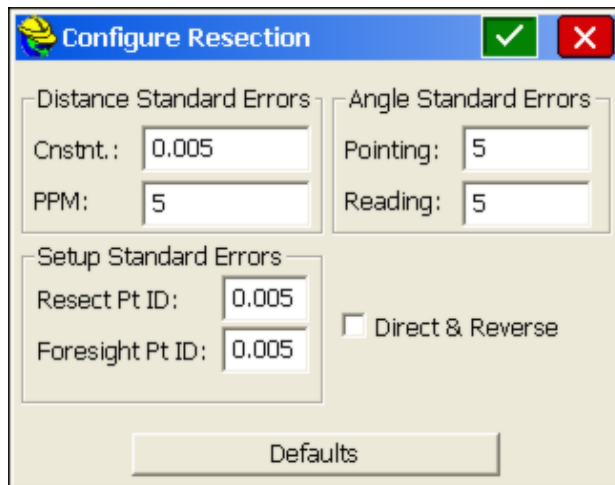 Configure Resection
Distance Standard Errors
Cnstnt.: 0.005
PPM: 5
Angle Standard Errors
Pointing: 5
Reading: 5
Setup Standard Errors
Resect Pt ID: 0.005
Foresight Pt ID: 0.005
Direct & Reverse
Defaults